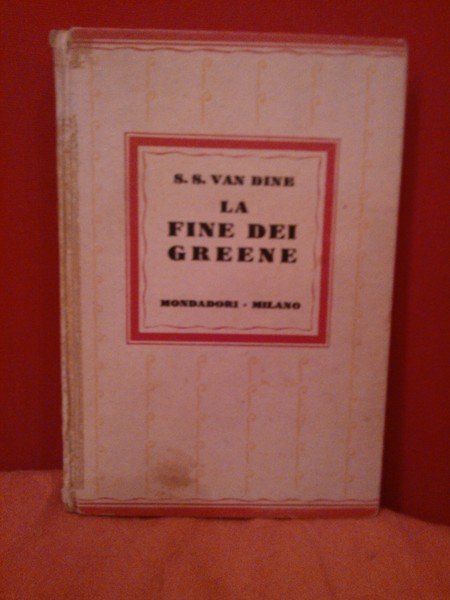 S. S. VAN DINE
LA
FINE DEI
GREENE
MONDADORI - MILANO